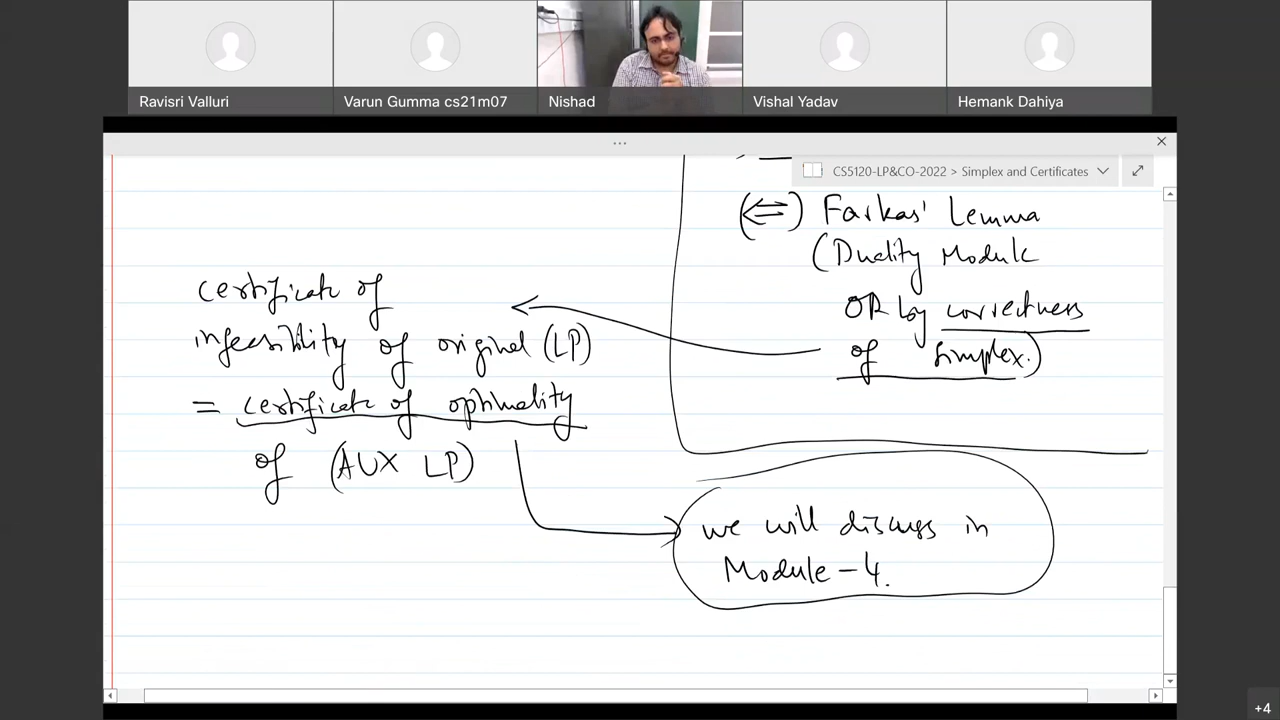 Ravisri Valluri
Varun Gumma cs21m07
Nishad
Vishal Yadav
Hemank Dahiya
CS5120-LP&CO-2022 > Simplex and Certificates
(⇐) Farkas' Lemma
(Duality Module
OR by correctness
of simplex.)
certificate of
infeasibility of original (LP)
= certificate of optimality
of (AUX LP)
we will discuss in
Module-4.
+4